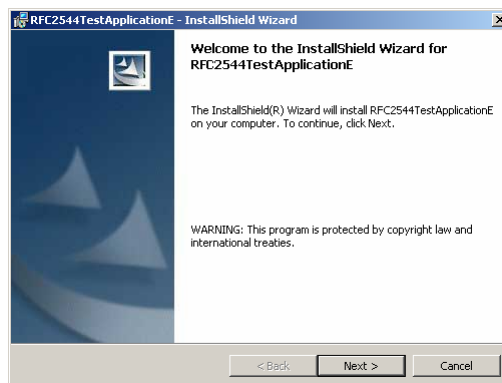 RFC2544TestApplicationE - InstallShield Wizard
Welcome to the InstallShield Wizard for
RFC2544TestApplicationE
The InstallShield(R) Wizard will install RFC2544TestApplicationE
on your computer. To continue, click Next.
WARNING: This program is protected by copyright law and
international treaties.
< Back
Next >
Cancel